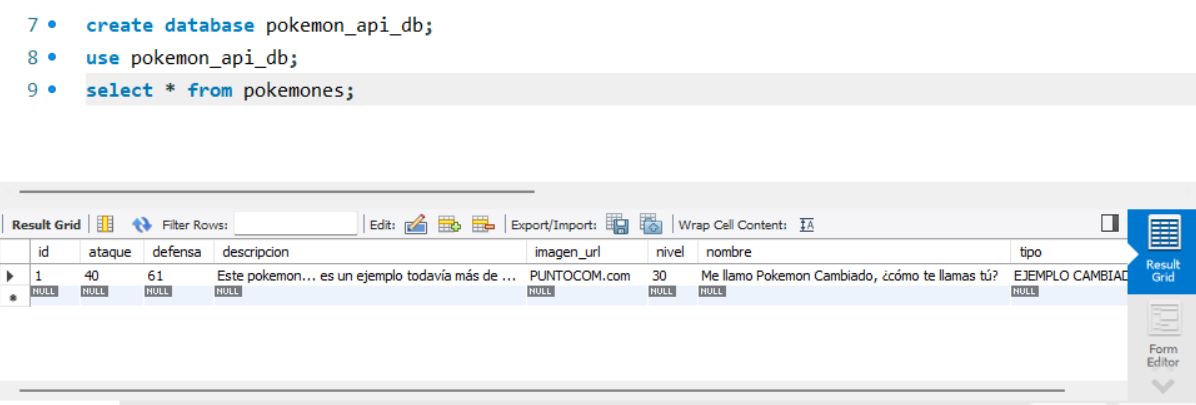 7 create database pokemon_api_db;
8 use pokemon_api_db;
9 select * from pokemones;
Result Grid Filter Rows: Edit: Export/Import: Wrap Cell Content:
id ataque defensa descripcion imagen_url nivel nombre tipo
1 40 61 Este pokemon... es un ejemplo todavía más de ... PUNTOCOM.com 30 Me llamo Pokemon Cambiado, ¿cómo te llamas tú? EJEMPLO CAMBIAD
NULL NULL NULL NULL NULL NULL NULL NULL
Result
Grid
Form
Editor